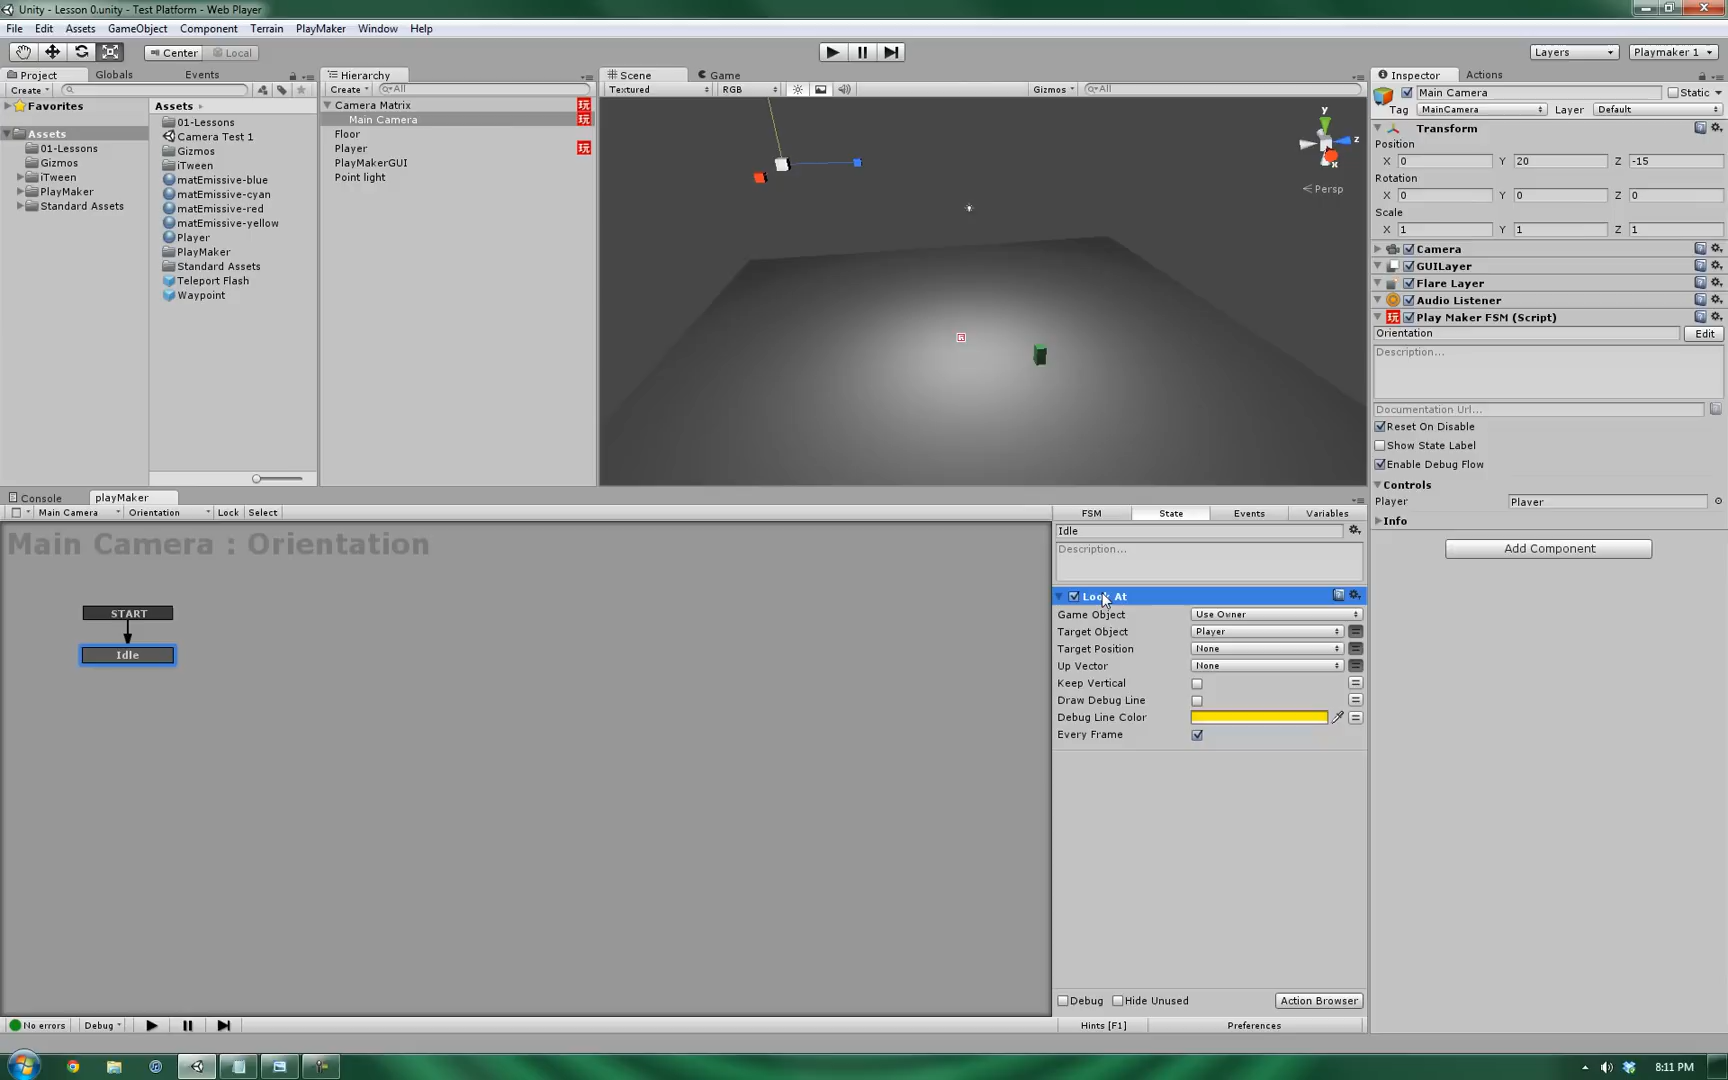 Unity - Lesson 0.unity - Test Platform - Web Player
File Edit Assets GameObject Component Terrain PlayMaker Window Help
Center Local
Layers
Playmaker 1
Project Globals Events
Create
Favorites
Assets
01-Lessons
Gizmos
iTween
PlayMaker
Standard Assets
Assets
01-Lessons
Camera Test 1
Gizmos
iTween
matEmissive-blue
matEmissive-cyan
matEmissive-red
matEmissive-yellow
Player
PlayMaker
Standard Assets
Teleport Flash
Waypoint
Hierarchy
Create All
Camera Matrix 玩
Main Camera 玩
Floor
Player 玩
PlayMakerGUI
Point light
Scene Game
Textured RGB Gizmos All
y
z
x
Persp
Inspector Actions
Main Camera Static
Tag MainCamera Layer Default
Transform
Position
X 0 Y 20 Z -15
Rotation
X 0 Y 0 Z 0
Scale
X 1 Y 1 Z 1
Camera
GUILayer
Flare Layer
Audio Listener
玩 Play Maker FSM (Script)
Orientation Edit
Description...
Documentation Url...
Reset On Disable
Show State Label
Enable Debug Flow
Controls
Player Player
Info
Add Component
Console playMaker
Main Camera Orientation Lock Select
Main Camera : Orientation
START
Idle
FSM State Events Variables
Idle
Description...
Look At
Game Object Use Owner
Target Object Player
Target Position None
Up Vector None
Keep Vertical
Draw Debug Line
Debug Line Color
Every Frame
Debug Hide Unused Action Browser
Hints [F1] Preferences
No errors Debug
8:11 PM